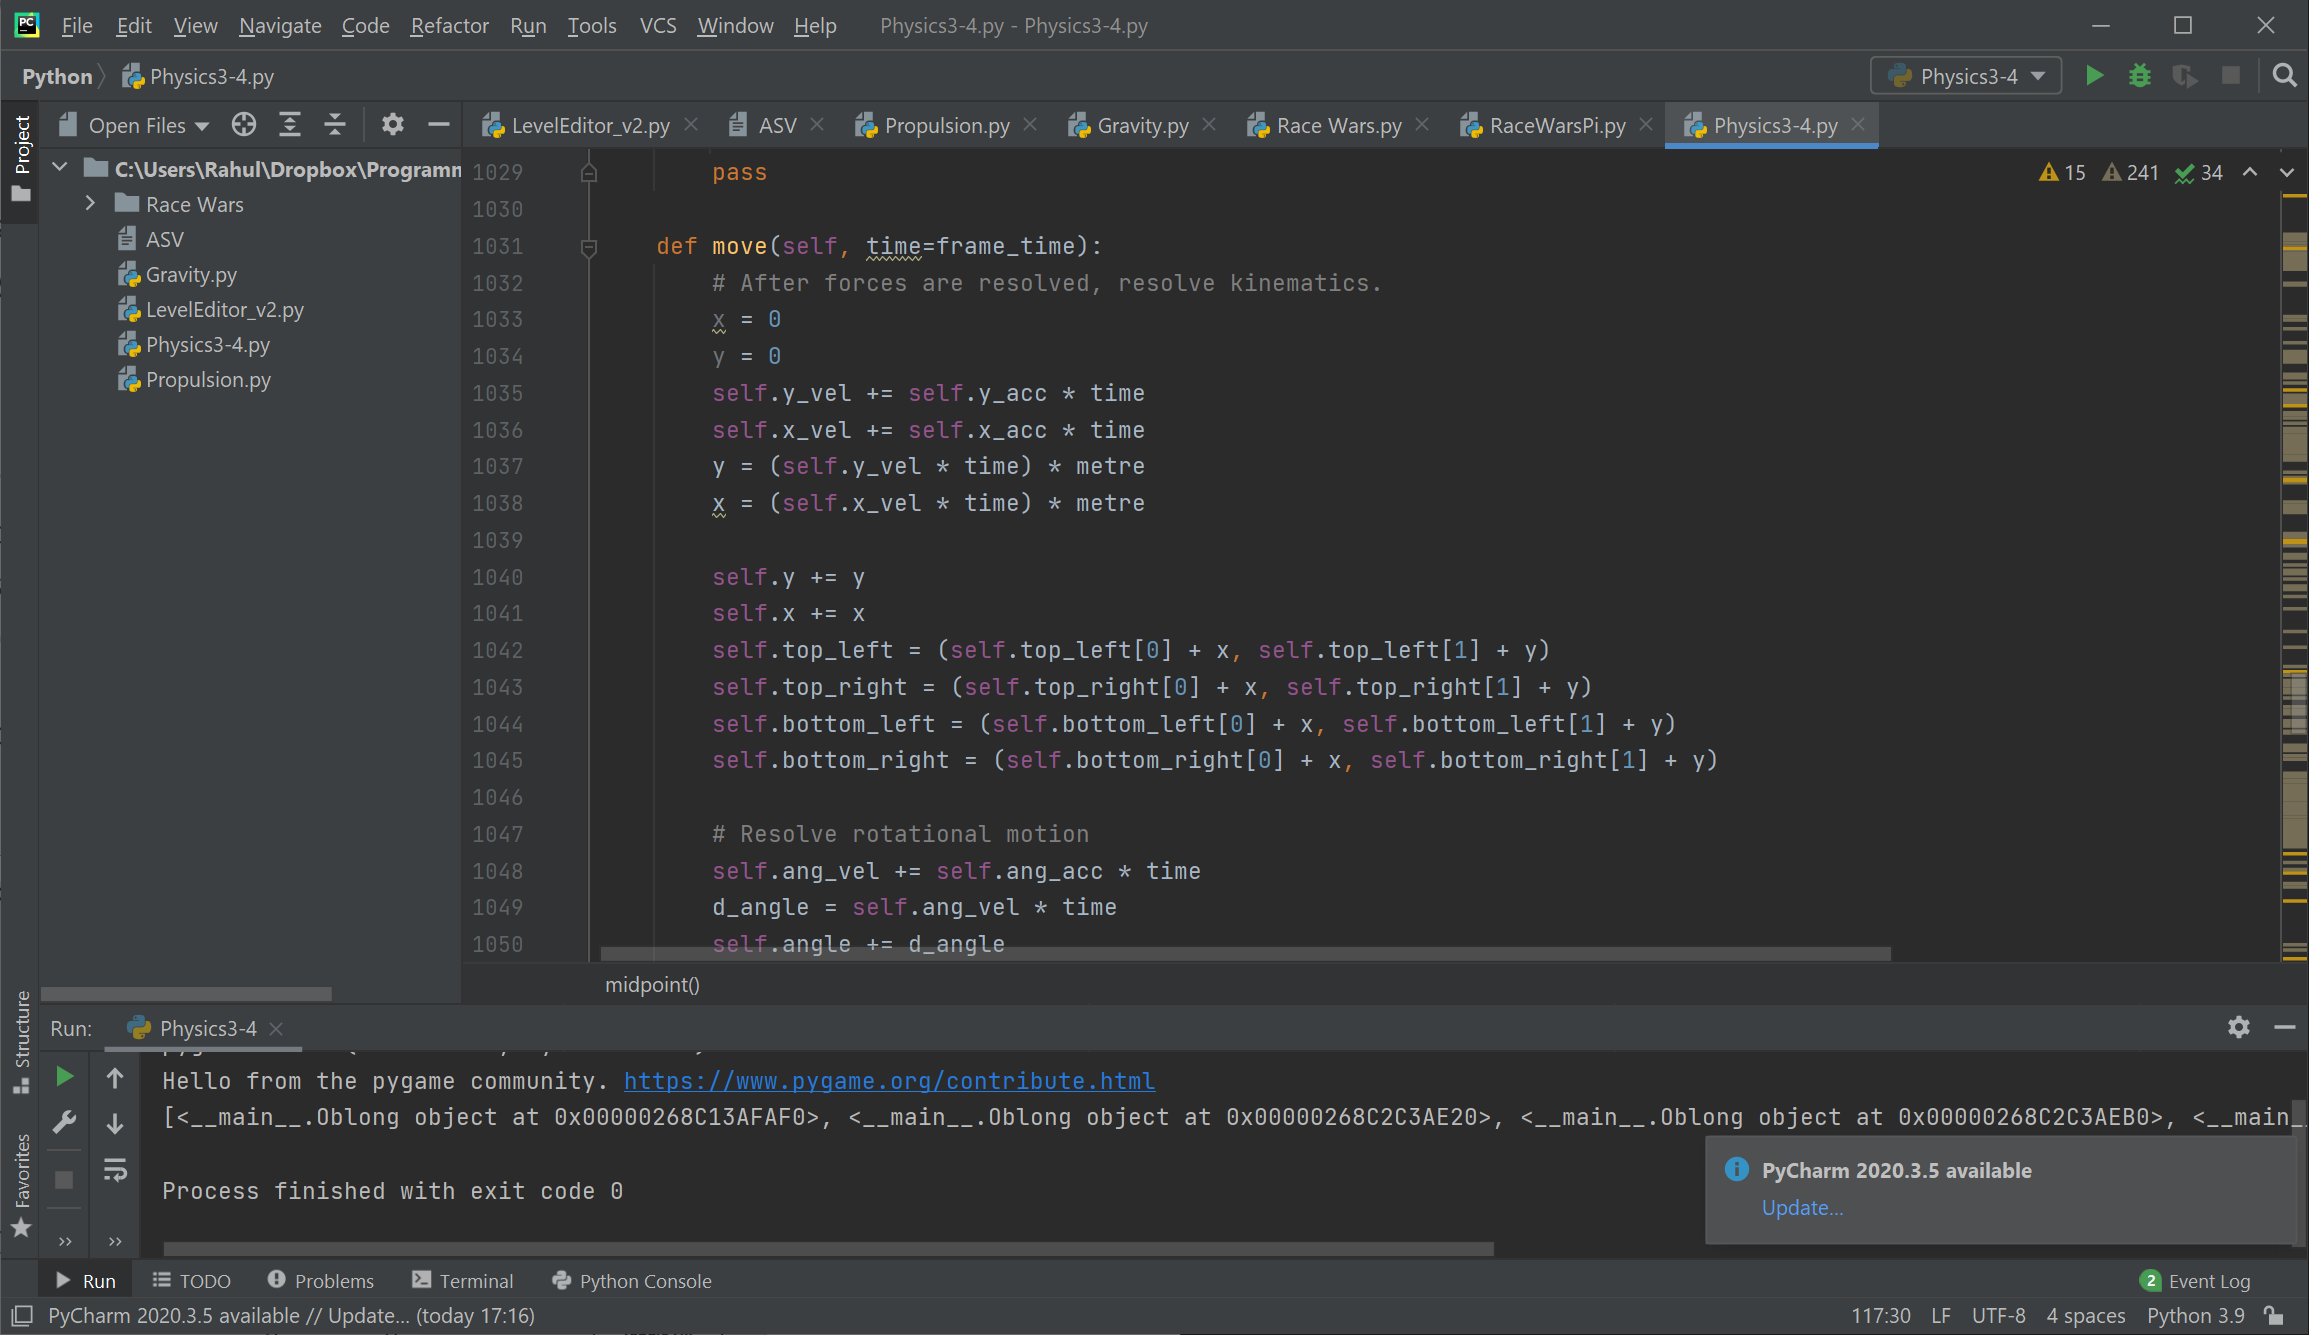 PC File Edit View Navigate Code Refactor Run Tools VCS Window Help Physics3-4.py - Physics3-4.py
Python Physics3-4.py Physics3-4
Project
Open Files
LevelEditor_v2.py ASV Propulsion.py Gravity.py Race Wars.py RaceWarsPi.py Physics3-4.py
C:\Users\Rahul\Dropbox\Programm
Race Wars
ASV
Gravity.py
LevelEditor_v2.py
Physics3-4.py
Propulsion.py
15 241 34
1029 pass
1030
1031 def move(self, time=frame_time):
1032 # After forces are resolved, resolve kinematics.
1033 x = 0
1034 y = 0
1035 self.y_vel += self.y_acc * time
1036 self.x_vel += self.x_acc * time
1037 y = (self.y_vel * time) * metre
1038 x = (self.x_vel * time) * metre
1039
1040 self.y += y
1041 self.x += x
1042 self.top_left = (self.top_left[0] + x, self.top_left[1] + y)
1043 self.top_right = (self.top_right[0] + x, self.top_right[1] + y)
1044 self.bottom_left = (self.bottom_left[0] + x, self.bottom_left[1] + y)
1045 self.bottom_right = (self.bottom_right[0] + x, self.bottom_right[1] + y)
1046
1047 # Resolve rotational motion
1048 self.ang_vel += self.ang_acc * time
1049 d_angle = self.ang_vel * time
1050 self.angle += d_angle
midpoint()
Structure
Favorites
Run: Physics3-4
Hello from the pygame community. https://www.pygame.org/contribute.html
[<__main__.Oblong object at 0x00000268C13AFAF0>, <__main__.Oblong object at 0x00000268C2C3AE20>, <__main__.Oblong object at 0x00000268C2C3AEB0>, <__main_
Process finished with exit code 0
PyCharm 2020.3.5 available
Update...
Run TODO Problems Terminal Python Console 2 Event Log
PyCharm 2020.3.5 available // Update... (today 17:16) 117:30 LF UTF-8 4 spaces Python 3.9